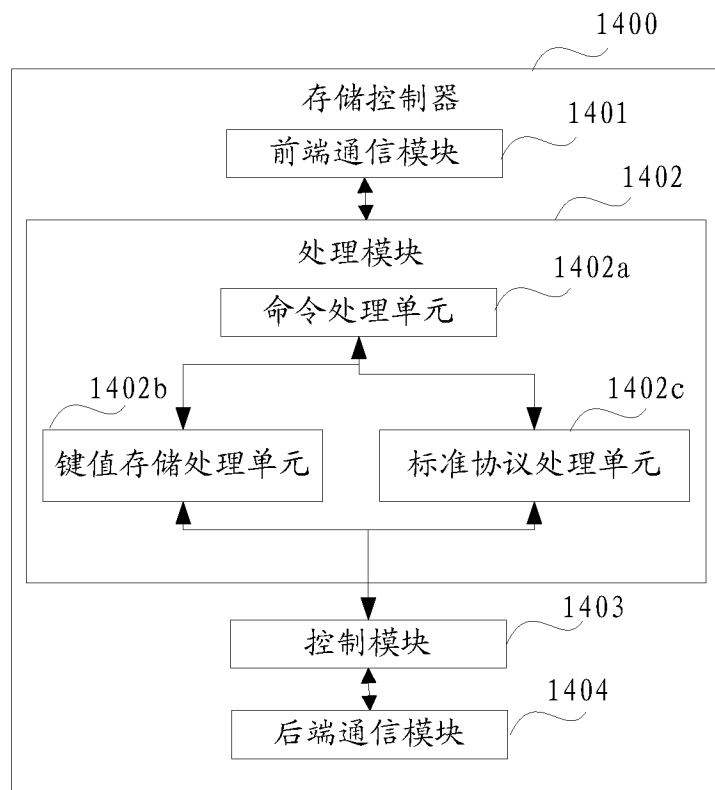 1400
存储控制器
1401
前端通信模块
1402
处理模块
1402a
命令处理单元
1402b
1402c
键值存储处理单元
标准协议处理单元
1403
控制模块
1404
后端通信模块